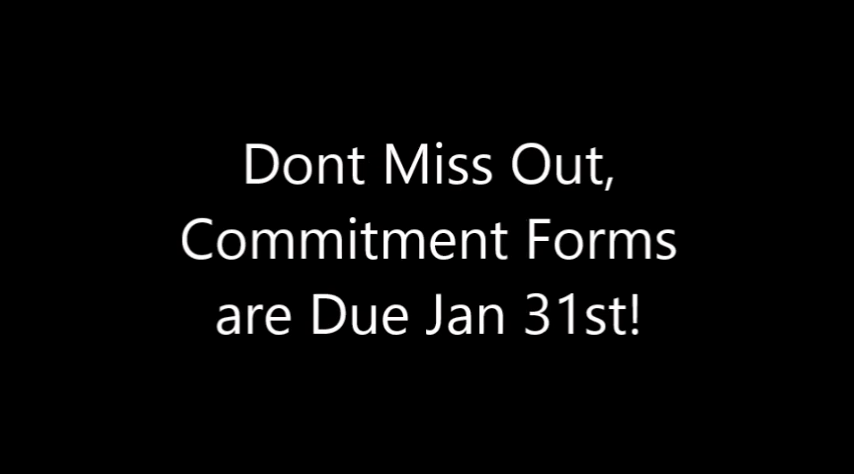 Dont Miss Out,
Commitment Forms
are Due Jan 31st!